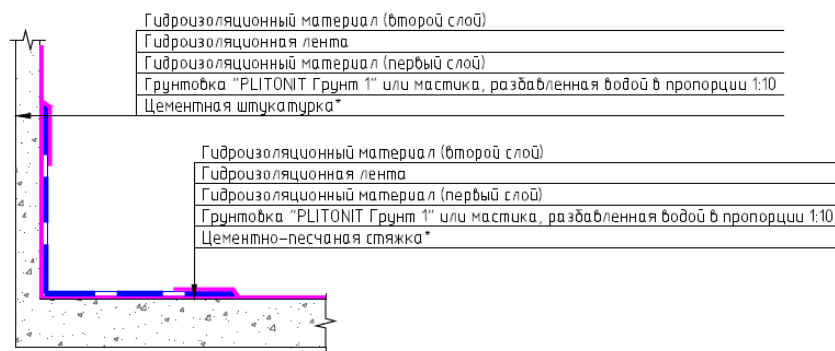 Гидроизоляционный материал (второй слой)
Гидроизоляционная лента
Гидроизоляционный материал (первый слой)
Грунтовка "PLITONIT Грунт 1" или мастика, разбавленная водой в пропорции 1:10
Цементная штукатурка*
Гидроизоляционный материал (второй слой)
Гидроизоляционная лента
Гидроизоляционный материал (первый слой)
Грунтовка "PLITONIT Грунт 1" или мастика, разбавленная водой в пропорции 1:10
Цементно-песчаная стяжка*